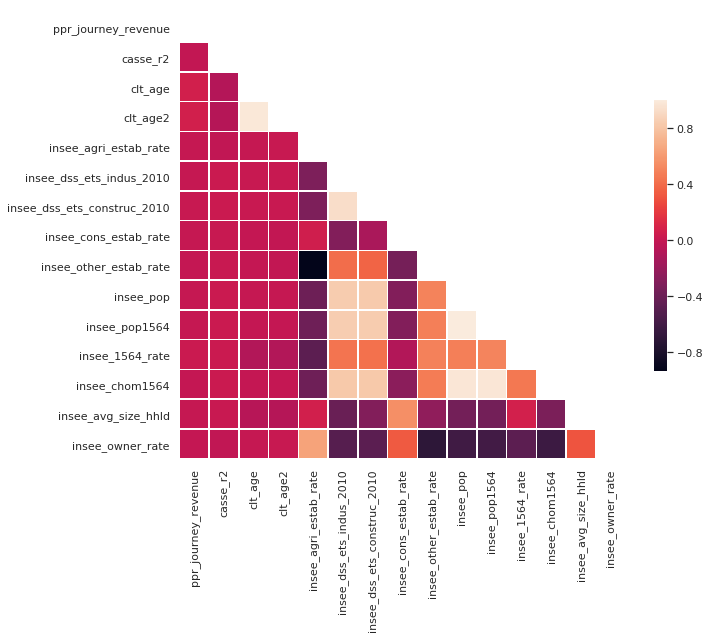 ppr_journey_revenue
casse_r2
clt_age
clt_age2
insee_agri_estab_rate
insee_dss_ets_indus_2010
insee_dss_ets_construc_2010
insee_cons_estab_rate
insee_other_estab_rate
insee_pop
insee_pop1564
insee_1564_rate
insee_chom1564
insee_avg_size_hhld
insee_owner_rate
ppr_journey_revenue
casse_r2
clt_age
clt_age2
insee_agri_estab_rate
insee_dss_ets_indus_2010
insee_dss_ets_construc_2010
insee_cons_estab_rate
insee_other_estab_rate
insee_pop
insee_pop1564
insee_1564_rate
insee_chom1564
insee_avg_size_hhld
insee_owner_rate
0.8
0.4
0.0
−0.4
−0.8